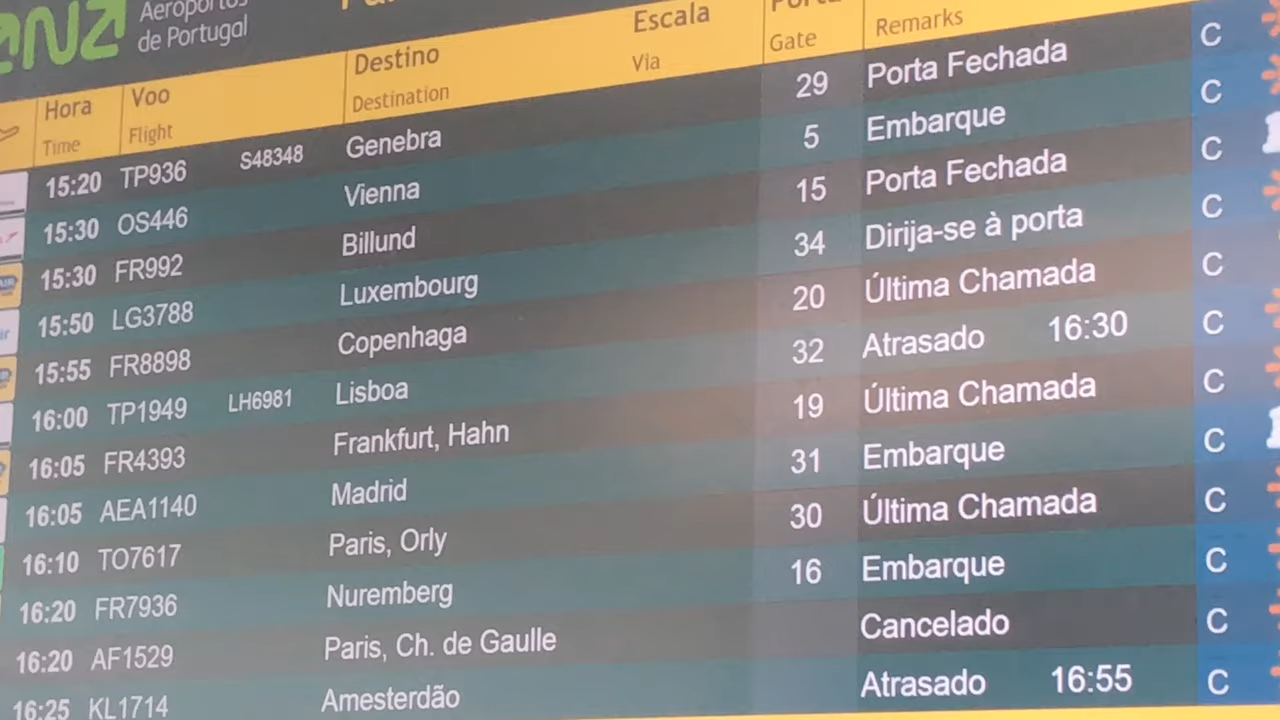 ANA Aeroportos
de Portugal
Hora Voo Destino Escala Porta
Time Flight Destination Via Gate Remarks
15:20 TP936 S48348 Genebra 29 Porta Fechada C
15:30 OS446 Vienna 5 Embarque C
15:30 FR992 Billund 15 Porta Fechada C
15:50 LG3788 Luxembourg 34 Dirija-se à porta C
15:55 FR8898 Copenhaga 20 Última Chamada C
16:00 TP1949 LH6981 Lisboa 32 Atrasado 16:30 C
16:05 FR4393 Frankfurt, Hahn 19 Última Chamada C
16:05 AEA1140 Madrid 31 Embarque C
16:10 TO7617 Paris, Orly 30 Última Chamada C
16:20 FR7936 Nuremberg 16 Embarque C
16:20 AF1529 Paris, Ch. de Gaulle Cancelado C
16:25 KL1714 Amesterdão Atrasado 16:55 C